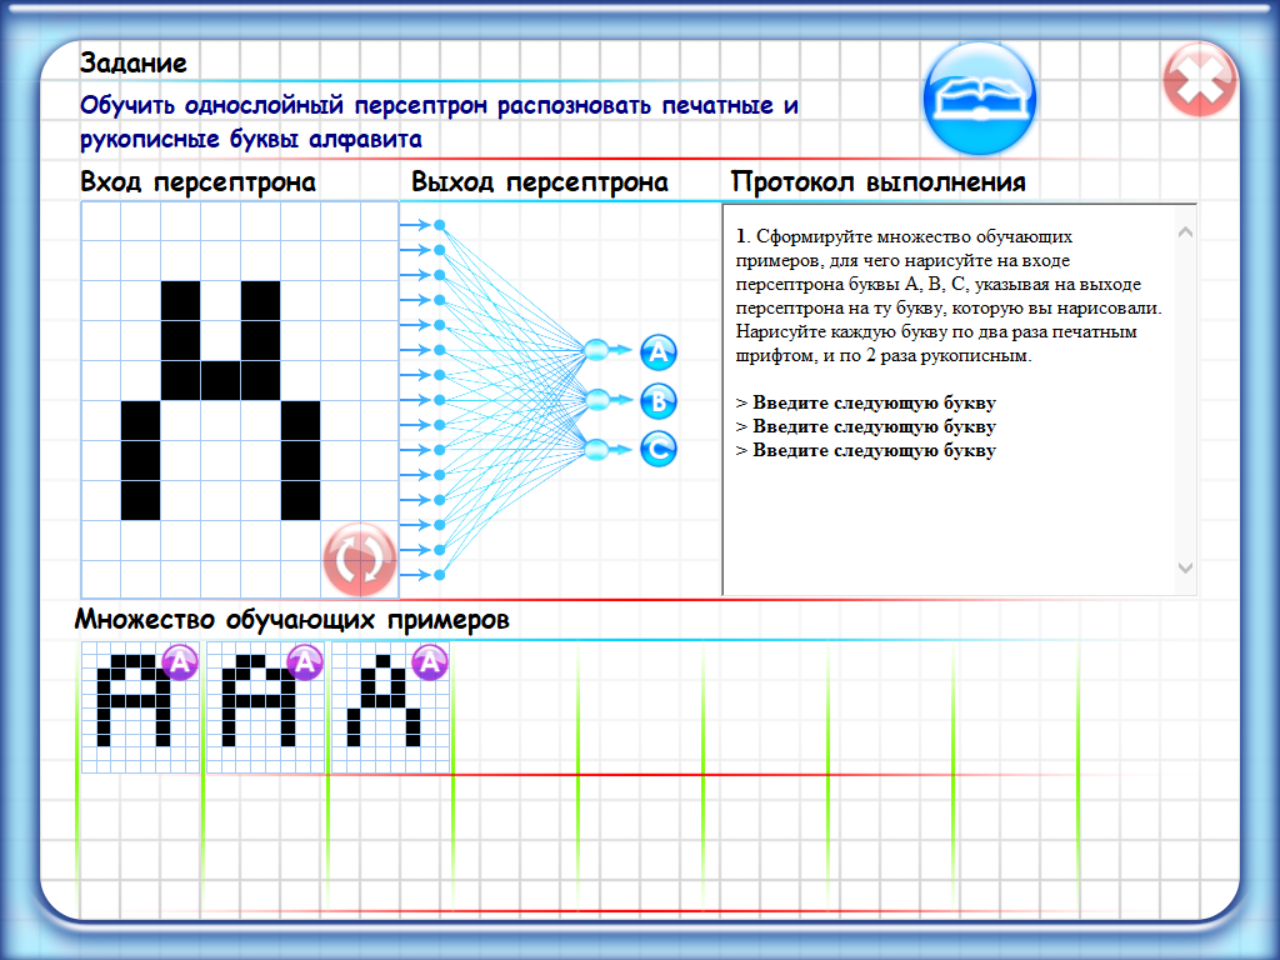 Задание
Обучить однослойный персептрон распозновать печатные и
рукописные буквы алфавита
Вход персептрона
Выход персептрона
Протокол выполнения
1. Сформируйте множество обучающих
примеров, для чего нарисуйте на входе
персептрона буквы А, В, С, указывая на выходе
персептрона на ту букву, которую вы нарисовали.
Нарисуйте каждую букву по два раза печатным
шрифтом, и по 2 раза рукописным.
> Введите следующую букву
> Введите следующую букву
> Введите следующую букву
A
B
C
Множество обучающих примеров
A
A
A